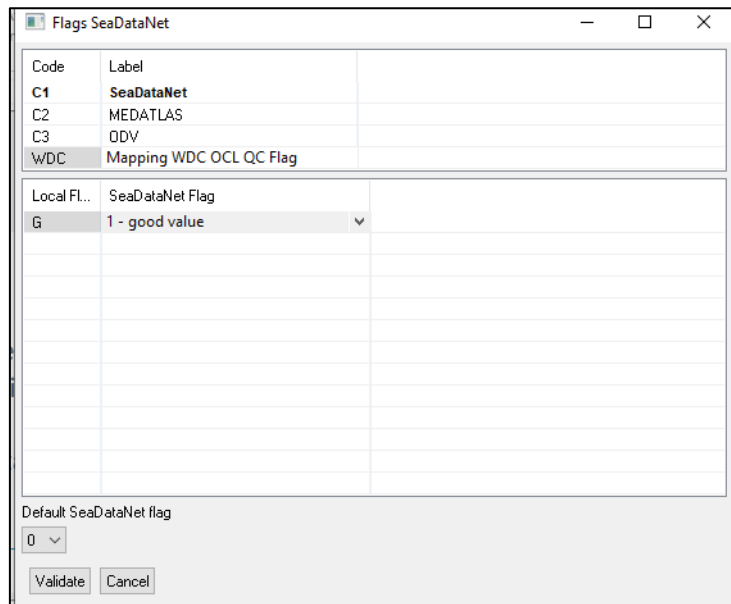 Flags SeaDataNet
Code Label
C1 SeaDataNet
C2 MEDATLAS
C3 ODV
WDC Mapping WDC OCL QC Flag
Local Fl... SeaDataNet Flag
G 1 - good value
Default SeaDataNet flag
0
Validate Cancel